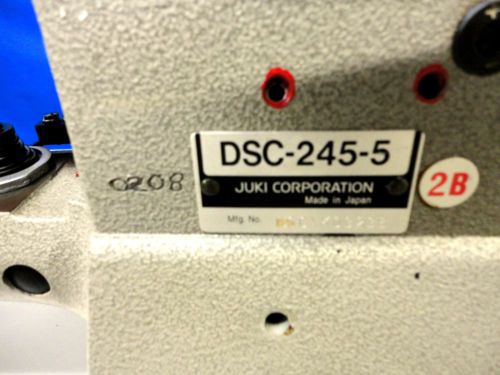 DSC-245-5
0208
JUKI CORPORATION
2B
Made in Japan
Mfg. No.